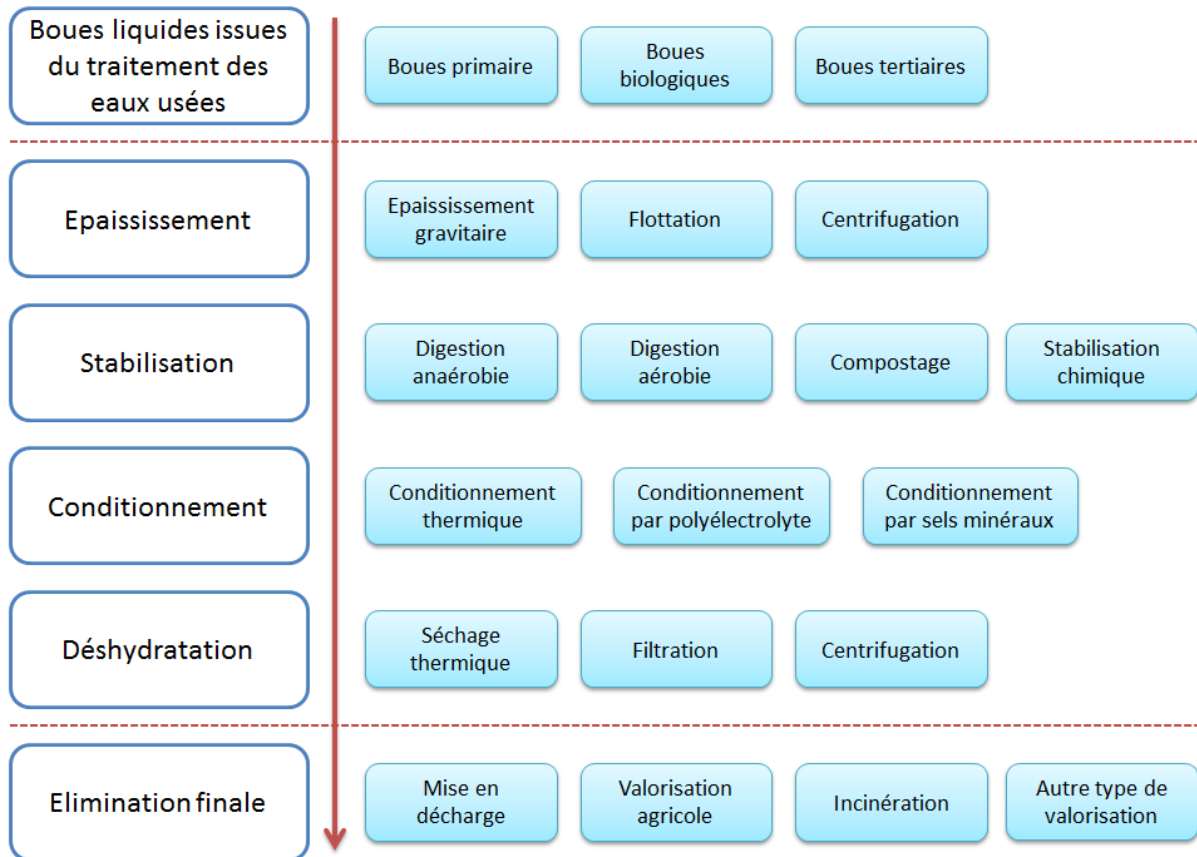 Boues liquides issues
du traitement des
eaux usées
Boues primaire
Boues
biologiques
Boues tertiaires
Epaississement
Epaississement
gravitaire
Flottation
Centrifugation
Stabilisation
Digestion
anaérobie
Digestion
aérobie
Compostage
Stabilisation
chimique
Conditionnement
Conditionnement
thermique
Conditionnement
par polyélectrolyte
Conditionnement
par sels minéraux
Déshydratation
Séchage
thermique
Filtration
Centrifugation
Elimination finale
Mise en
décharge
Valorisation
agricole
Incinération
Autre type de
valorisation